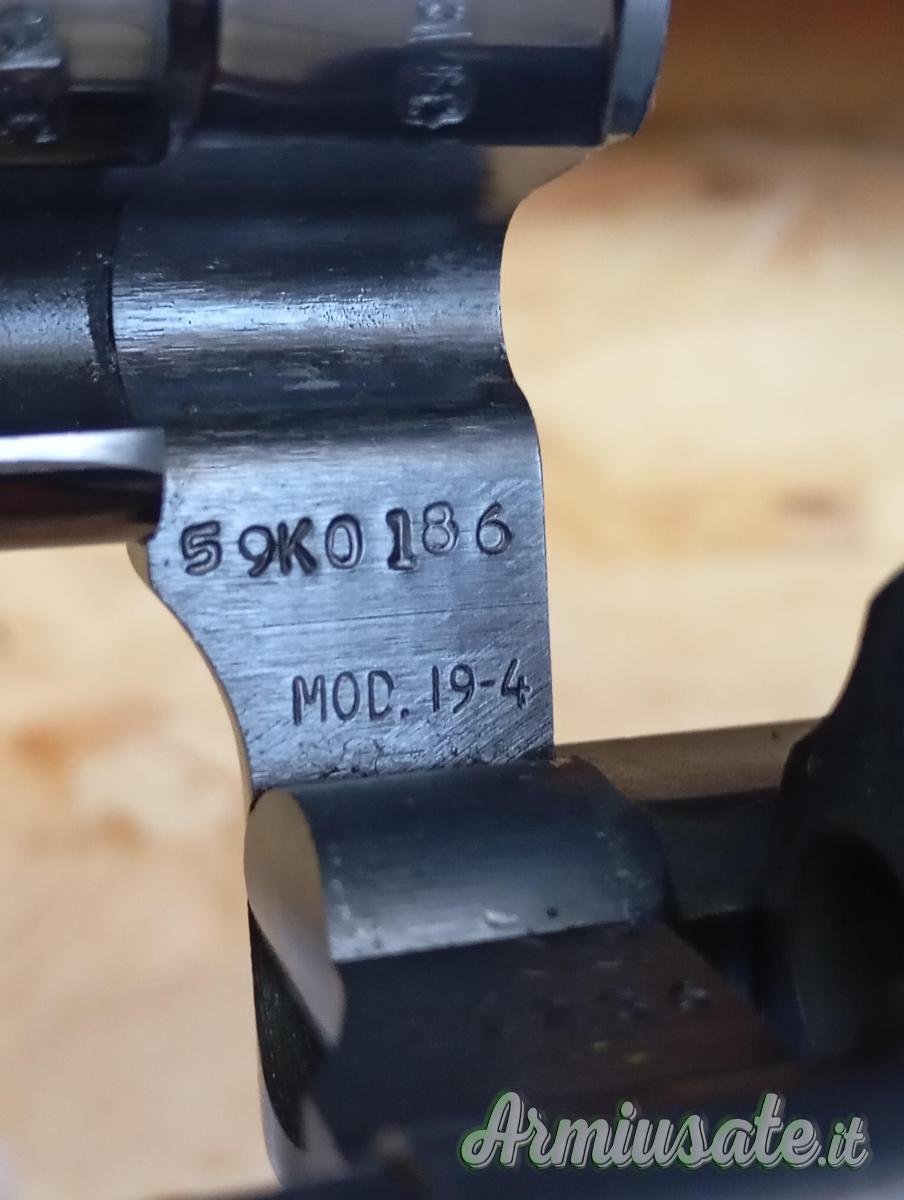 59K0186
MOD. 19-4
Armiusate.it